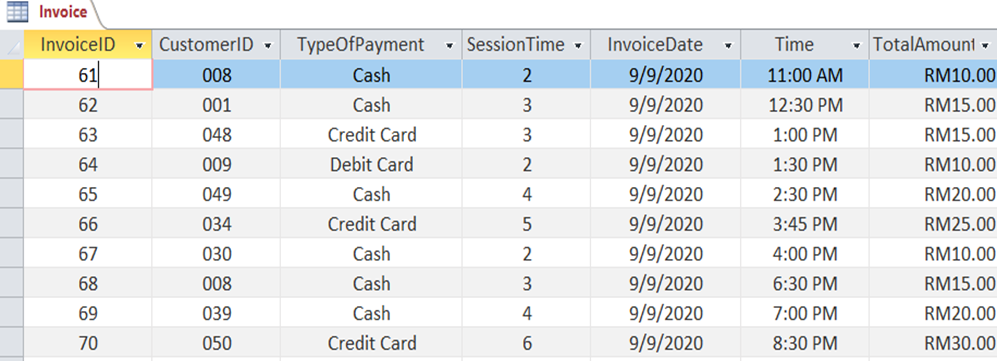 Invoice
InvoiceID CustomerID TypeOfPayment SessionTime InvoiceDate Time TotalAmount
61 008 Cash 2 9/9/2020 11:00 AM RM10.00
62 001 Cash 3 9/9/2020 12:30 PM RM15.00
63 048 Credit Card 3 9/9/2020 1:00 PM RM15.00
64 009 Debit Card 2 9/9/2020 1:30 PM RM10.00
65 049 Cash 4 9/9/2020 2:30 PM RM20.00
66 034 Credit Card 5 9/9/2020 3:45 PM RM25.00
67 030 Cash 2 9/9/2020 4:00 PM RM10.00
68 008 Cash 3 9/9/2020 6:30 PM RM15.00
69 039 Cash 4 9/9/2020 7:00 PM RM20.00
70 050 Credit Card 6 9/9/2020 8:30 PM RM30.00